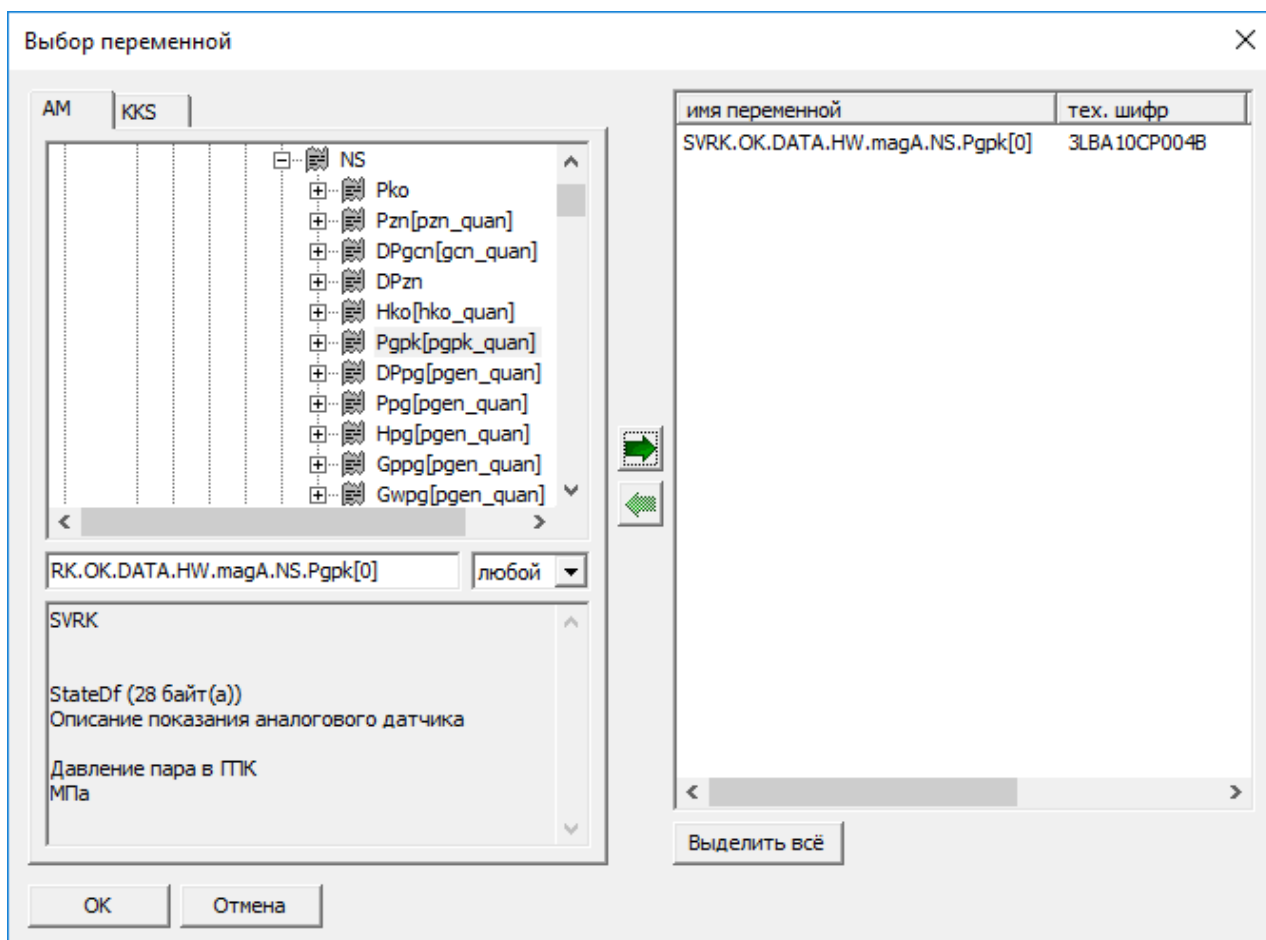 Выбор переменной
AM
KKS
NS
Pko
Pzn[pzn_quan]
DPgcn[gcn_quan]
DPzn
Hko[hko_quan]
Pgpk[pgpk_quan]
DPpg[pgen_quan]
Ppg[pgen_quan]
Hpg[pgen_quan]
Gppg[pgen_quan]
Gwpg[pgen_quan]
RK.OK.DATA.HW.magA.NS.Pgpk[0]
любой
SVRK
StateDf (28 байт(а))
Описание показания аналогового датчика
Давление пара в ГПК
МПа
имя переменной
тех. шифр
SVRK.OK.DATA.HW.magA.NS.Pgpk[0]
3LBA10CP004B
Выделить всё
ОК
Отмена